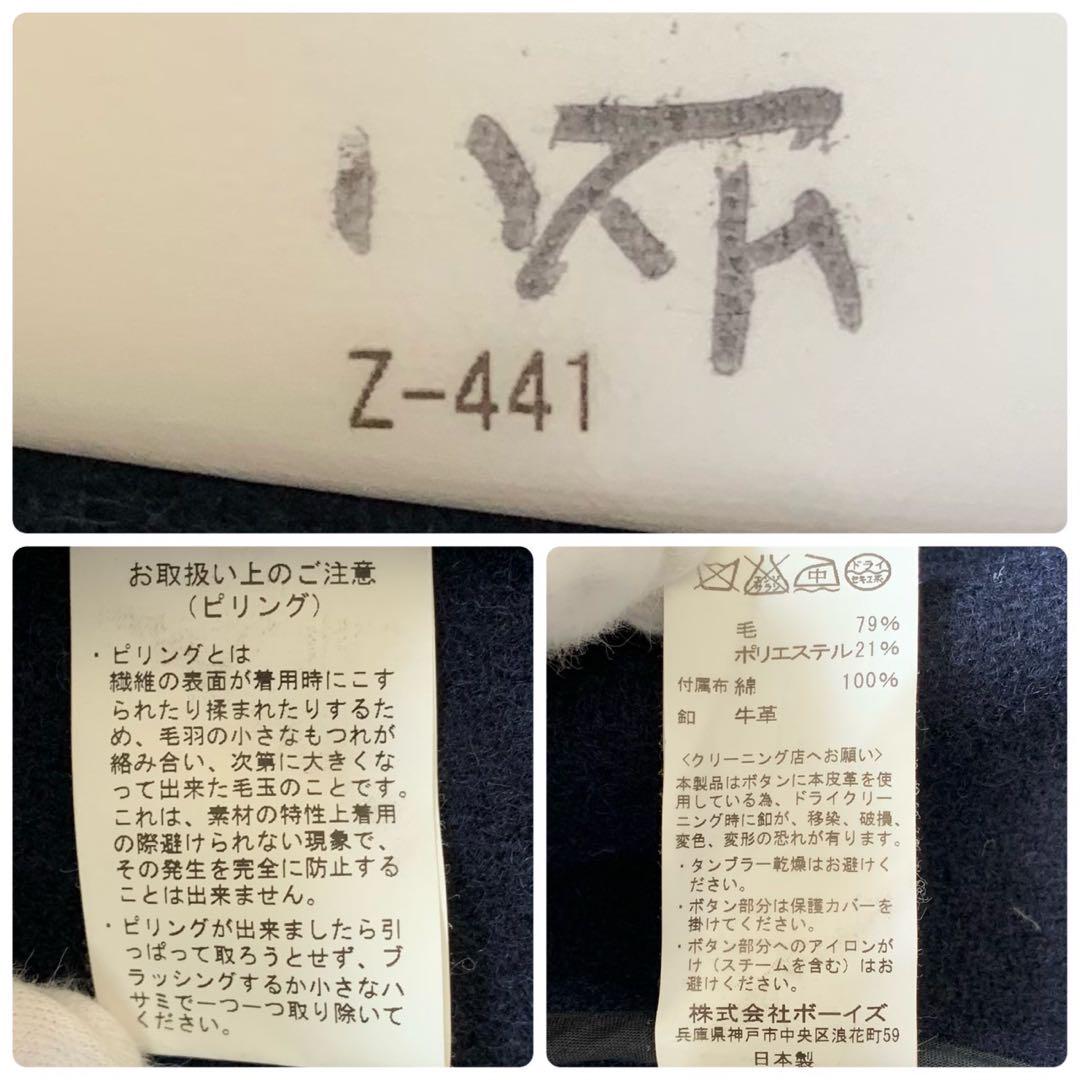 Z-441
お取扱い上のご注意
（ピリング）
・ピリングとは
繊維の表面が着用時にこす
られたり揉まれたりするた
め、毛羽の小さなもつれが
絡み合い、次第に大きくな
って出来た毛玉のことです。
これは、素材の特性上着用
の際避けられない現象で、
その発生を完全に防止する
ことは出来ません。
・ピリングが出来ましたら引
っぱって取ろうとせず、ブ
ラッシングするか小さなハ
サミで一つ一つ取り除いて
ください。
中
ドライ
セキユ系
毛 79%
ポリエステル 21%
付属布 綿 100%
釦 牛革
〈クリーニング店へお願い〉
本製品はボタンに本皮革を使
用している為、ドライクリー
ニング時に釦が、移染、破損、
変色、変形の恐れが有ります。
・タンブラー乾燥はお避けく
ださい。
・ボタン部分は保護カバーを
掛けてください。
・ボタン部分へのアイロンが
け（スチームを含む）はお
避けください。
株式会社ボーイズ
兵庫県神戸市中央区浪花町59
日本製